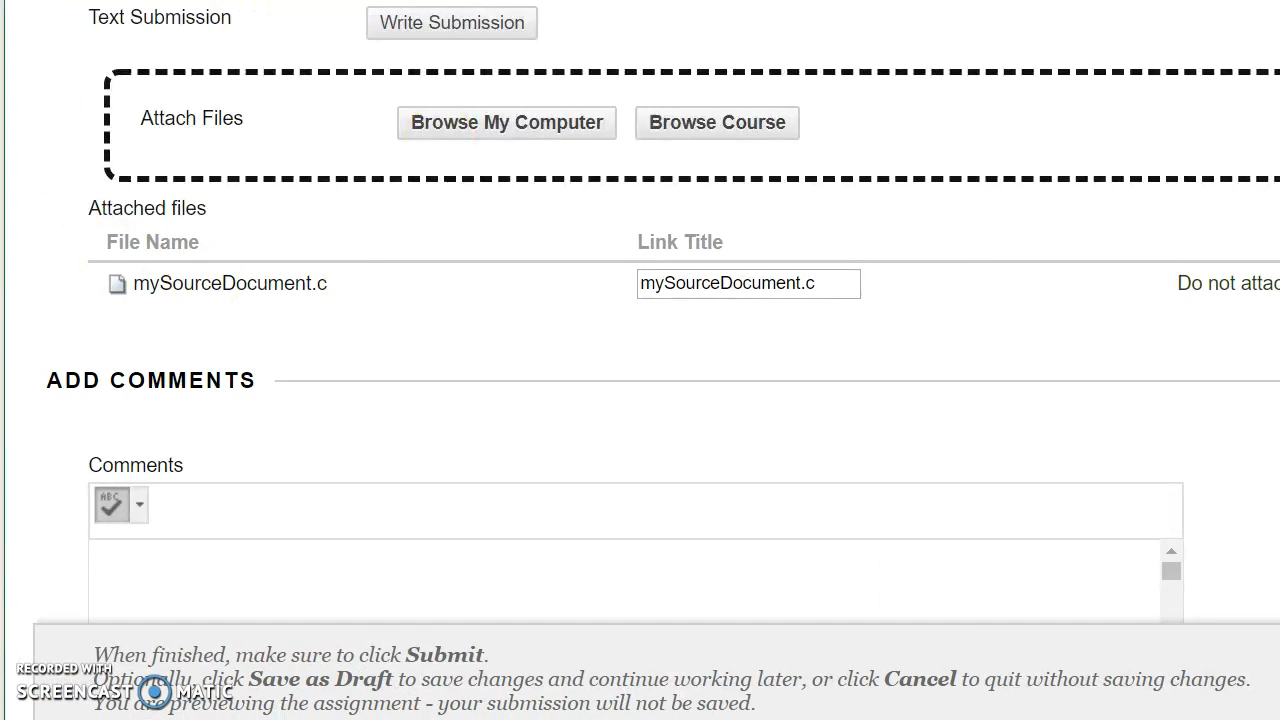 Text Submission
Write Submission
Attach Files
Browse My Computer
Browse Course
Attached files
File Name
Link Title
mySourceDocument.c
mySourceDocument.c
Do not attac
ADD COMMENTS
Comments
ABC
When finished, make sure to click Submit.
Optionally, click Save as Draft to save changes and continue working later, or click Cancel to quit without saving changes.
You are previewing the assignment - your submission will not be saved.
RECORDED WITH
SCREENCAST MATIC